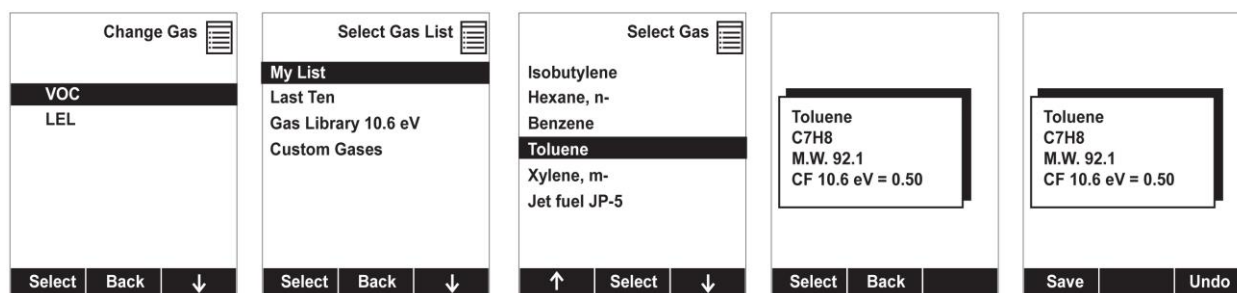 Change Gas
VOC
LEL
Select Back ↓
Select Gas List
My List
Last Ten
Gas Library 10.6 eV
Custom Gases
Select Back ↓
Select Gas
Isobutylene
Hexane, n-
Benzene
Toluene
Xylene, m-
Jet fuel JP-5
↑ Select ↓
Toluene
C7H8
M.W. 92.1
CF 10.6 eV = 0.50
Select Back
Toluene
C7H8
M.W. 92.1
CF 10.6 eV = 0.50
Save Undo